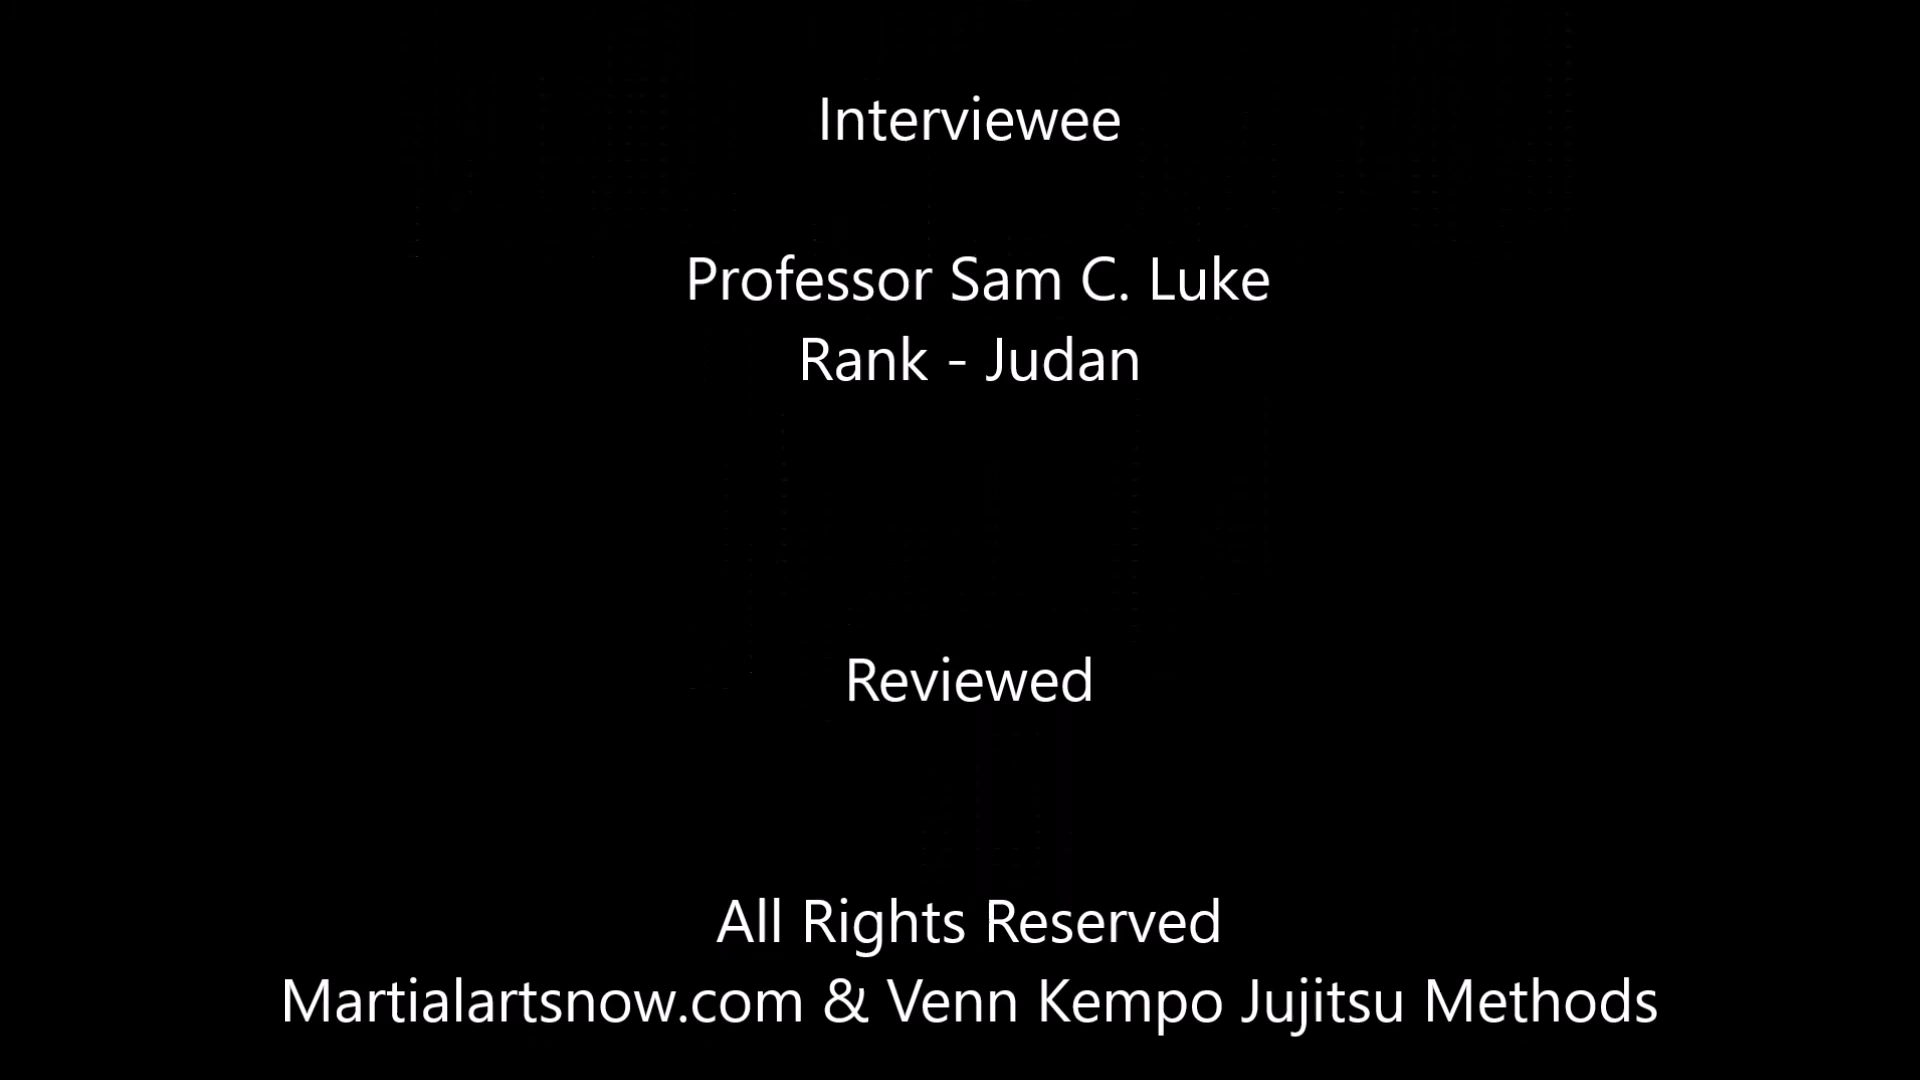 Interviewee
Professor Sam C. Luke
Rank - Judan
Reviewed
All Rights Reserved
Martialartsnow.com & Venn Kempo Jujitsu Methods